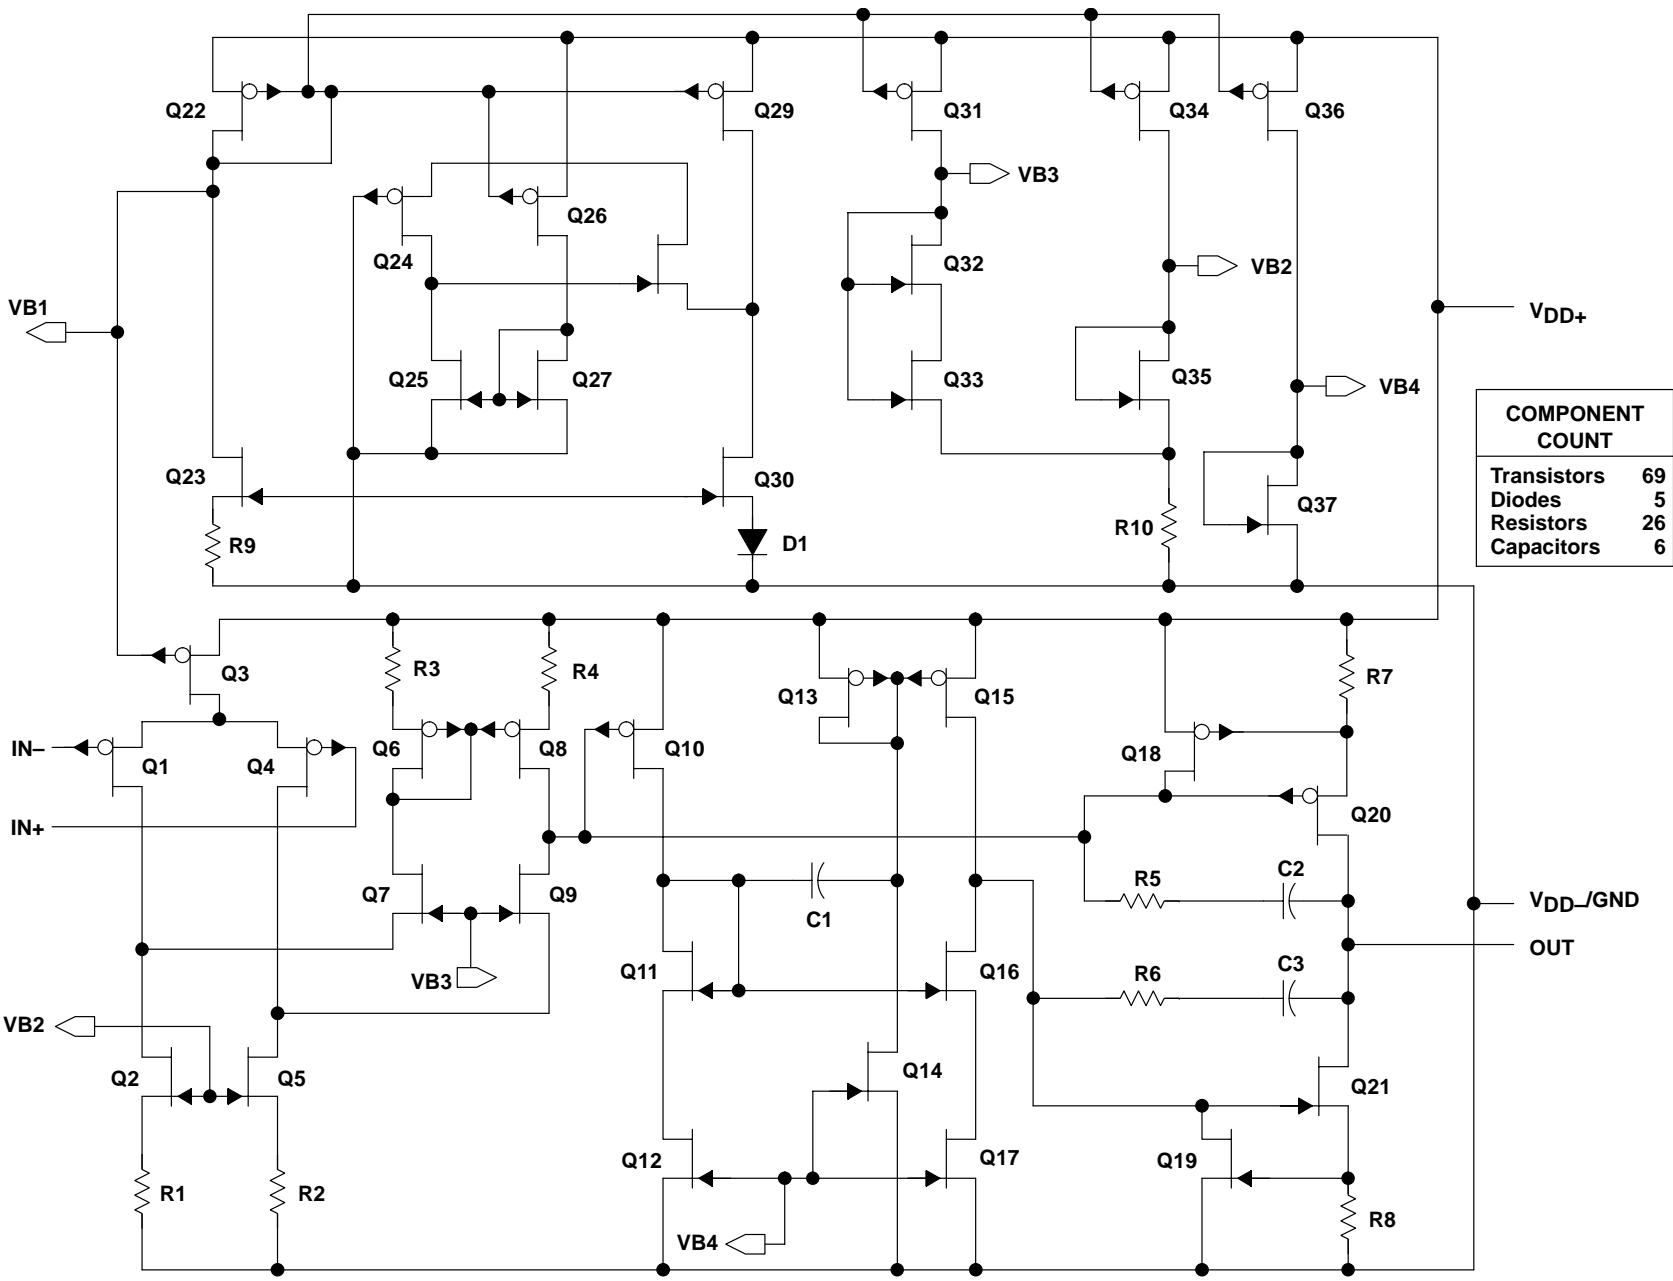 Q22
Q29
Q31
Q34
Q36
VB3
Q26
Q24
Q32
VB2
VB1
VDD+
Q25
Q27
Q33
Q35
VB4
COMPONENT
COUNT
Transistors 69
Diodes 5
Resistors 26
Capacitors 6
Q23
Q30
Q37
R9
D1
R10
Q3
R3
R4
Q13
Q15
R7
IN–
Q1
Q4
Q6
Q8
Q10
Q18
IN+
Q20
Q7
Q9
C1
R5
C2
VDD–/GND
OUT
VB3
Q11
Q16
R6
C3
VB2
Q2
Q5
Q14
Q21
Q12
Q17
Q19
R1
R2
R8
VB4